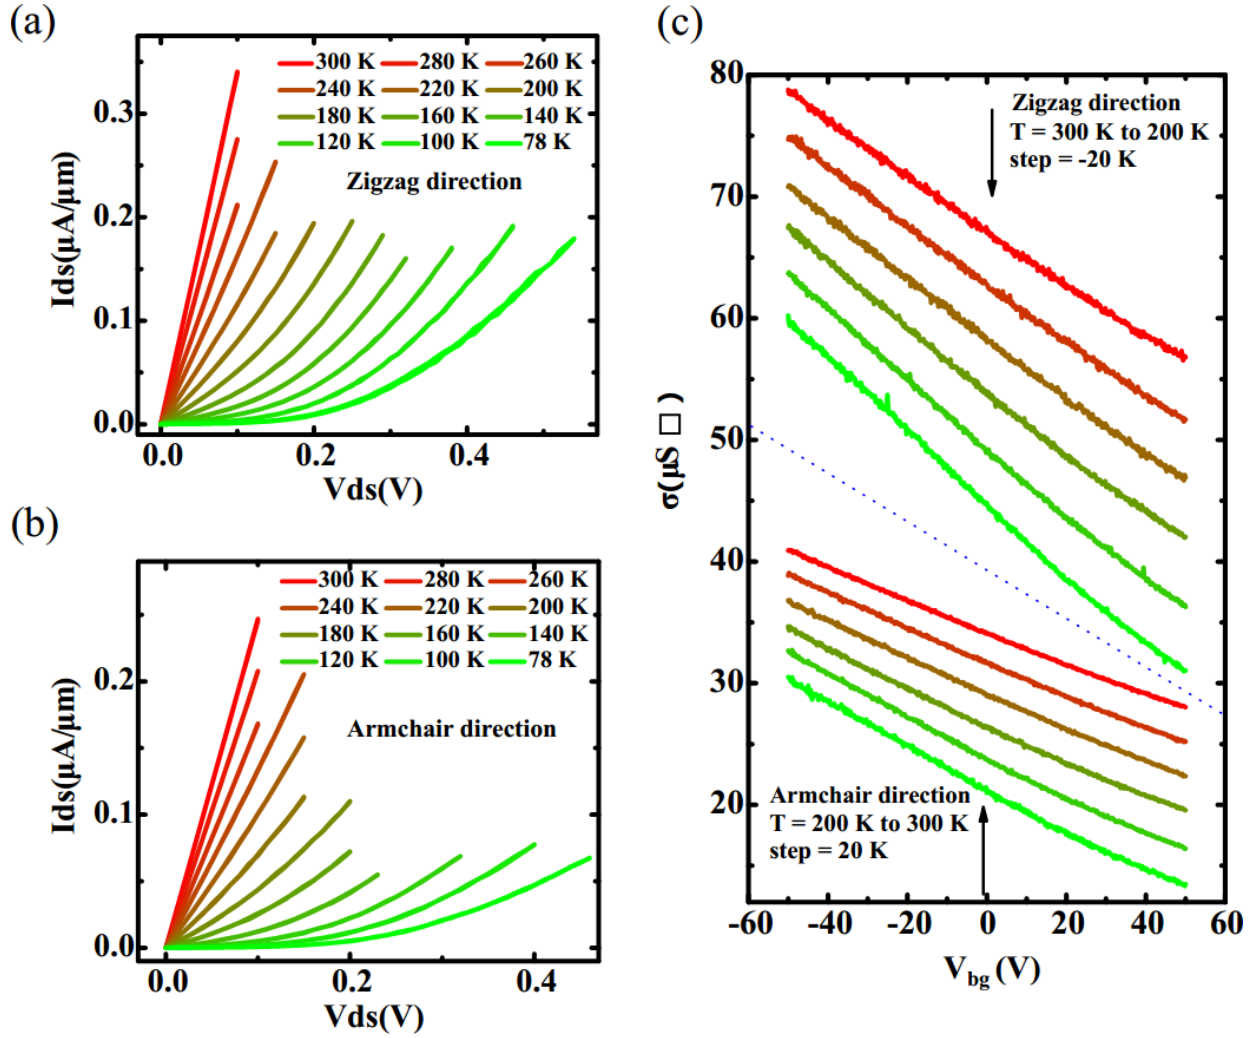 (a)
300 K 280 K 260 K
240 K 220 K 200 K
180 K 160 K 140 K
120 K 100 K 78 K
Zigzag direction
0.3
0.2
0.1
0.0
Ids(μA/μm)
0.0 0.2 0.4
Vds(V)
(b)
300 K 280 K 260 K
240 K 220 K 200 K
180 K 160 K 140 K
120 K 100 K 78 K
Armchair direction
0.2
0.1
0.0
Ids(μA/μm)
0.0 0.2 0.4
Vds(V)
(c)
80
70
60
50
40
30
20
σ(μS □)
Zigzag direction
T = 300 K to 200 K
step = -20 K
Armchair direction
T = 200 K to 300 K
step = 20 K
-60 -40 -20 0 20 40 60
Vbg (V)